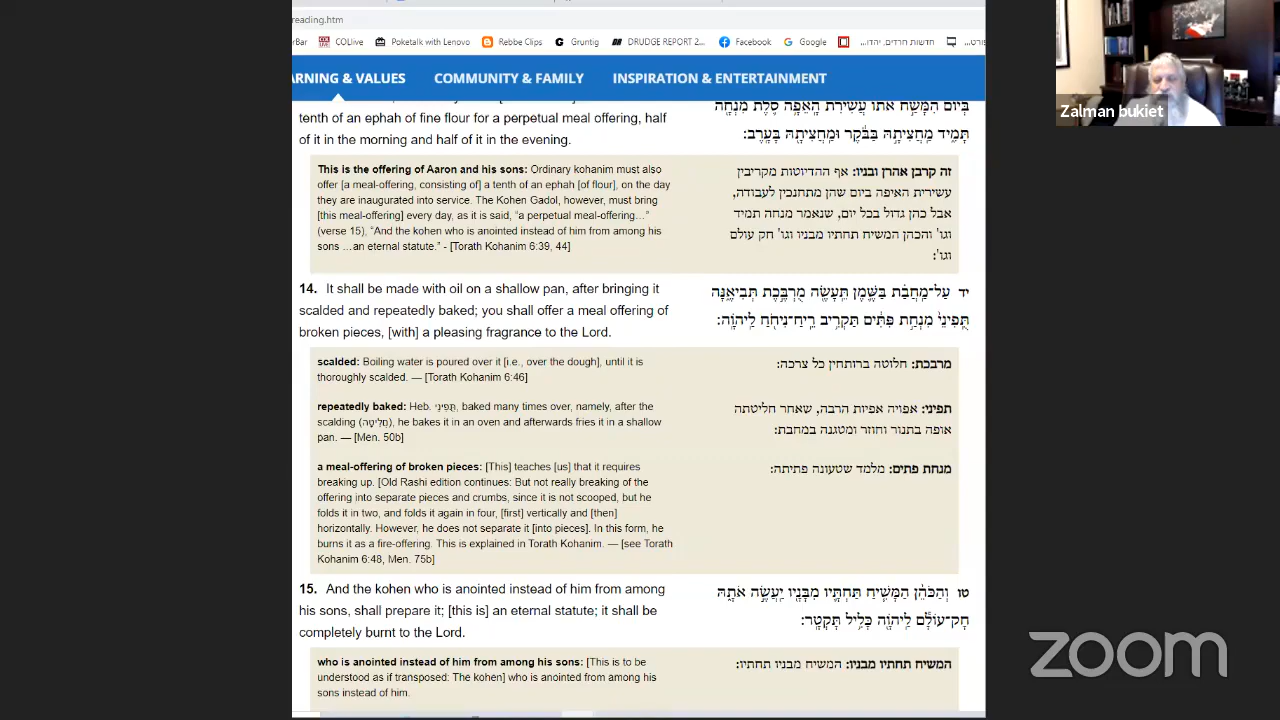 reading.htm
COLlive
Poketalk with Lenovo
Rebbe Clips
Gruntig
DRUDGE REPORT 2...
Facebook
Google
חדשות חרדים, יהדו...
ARNING & VALUES COMMUNITY & FAMILY INSPIRATION & ENTERTAINMENT
Zalman bukiet
tenth of an ephah of fine flour for a perpetual meal offering, half
of it in the morning and half of it in the evening.
בְּיוֹם הִמָּשַׁח אֹתוֹ עֲשִׂירִת הָאֵפָה סֹלֶת מִנְחָה
תָּמִיד מַחֲצִיתָהּ בַּבֹּקֶר וּמַחֲצִיתָהּ בָּעָרֶב:
This is the offering of Aaron and his sons: Ordinary kohanim must also
offer [a meal-offering, consisting of] a tenth of an ephah [of flour], on the day
they are inaugurated into service. The Kohen Gadol, however, must bring
[this meal-offering] every day, as it is said, “a perpetual meal-offering…”
(verse 15), “And the kohen who is anointed instead of him from among his
sons …an eternal statute.” - [Torath Kohanim 6:39, 44]
זה קרבן אהרן ובניו: אף ההדיוטות מקריבין
עשירית האיפה ביום שהן מתחנכין לעבודה,
אבל כהן גדול בכל יום, שנאמר מנחה תמיד
וגו' והכהן המשיח תחתיו מבניו וגו' חק עולם
וגו':
14. It shall be made with oil on a shallow pan, after bringing it
scalded and repeatedly baked; you shall offer a meal offering of
broken pieces, [with] a pleasing fragrance to the Lord.
יד עַל־מַחֲבַת בַּשֶּׁמֶן תֵּעָשֶׂה מֻרְבֶּכֶת תְּבִיאֶנָּה
תֻּפִינֵי מִנְחַת פִּתִּים תַּקְרִיב רֵיחַ־נִיחֹחַ לַיהוָֹה:
scalded: Boiling water is poured over it [i.e., over the dough], until it is
thoroughly scalded. — [Torath Kohanim 6:46]
מרבכת: חלוטה ברותחין כל צרכה:
repeatedly baked: Heb. תֻּפִינֵי, baked many times over, namely, after the
scalding (חֲלִיטָה), he bakes it in an oven and afterwards fries it in a shallow
pan. — [Men. 50b]
תפיני: אפויה אפיות הרבה, שאחר חליטתה
אופה בתנור וחוזר ומטגנה במחבת:
a meal-offering of broken pieces: [This] teaches [us] that it requires
breaking up. [Old Rashi edition continues: But not really breaking of the
offering into separate pieces and crumbs, since it is not scooped, but he
folds it in two, and folds it again in four, [first] vertically and [then]
horizontally. However, he does not separate it [into pieces]. In this form, he
burns it as a fire-offering. This is explained in Torath Kohanim. — [see Torath
Kohanim 6:48, Men. 75b]
מנחת פתים: מלמד שטעונה פתיתה:
15. And the kohen who is anointed instead of him from among
his sons, shall prepare it; [this is] an eternal statute; it shall be
completely burnt to the Lord.
טו וְהַכֹּהֵן הַמָּשִׁיחַ תַּחְתָּיו מִבָּנָיו יַעֲשֶׂה אֹתָהּ
חָק־עוֹלָם לַיהוָֹה כָּלִיל תָּקְטָר:
who is anointed instead of him from among his sons: [This is to be
understood as if transposed: The kohen] who is anointed from among his
sons instead of him.
המשיח תחתיו מבניו: המשיח מבניו תחתיו:
zoom